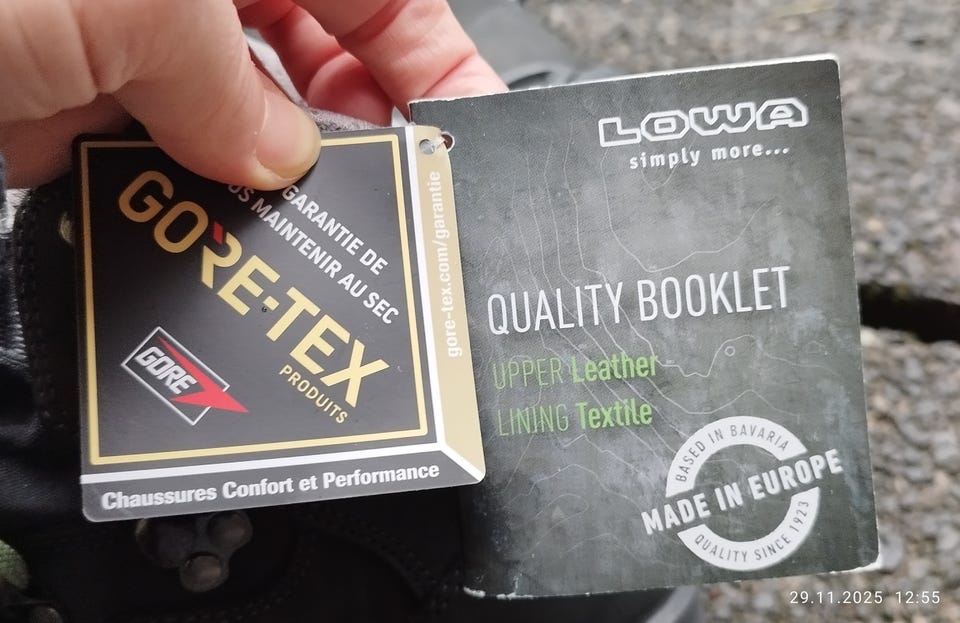 GARANTIE DE
US MAINTENIR AU SEC
GORE-TEX
PRODUITS
GORE
Chaussures Confort et Performance
gore-tex.com/garantie
LOWA
simply more...
QUALITY BOOKLET
UPPER Leather
LINING Textile
BASED IN BAVARIA
MADE IN EUROPE
QUALITY SINCE 1923
29.11.2025 12:55